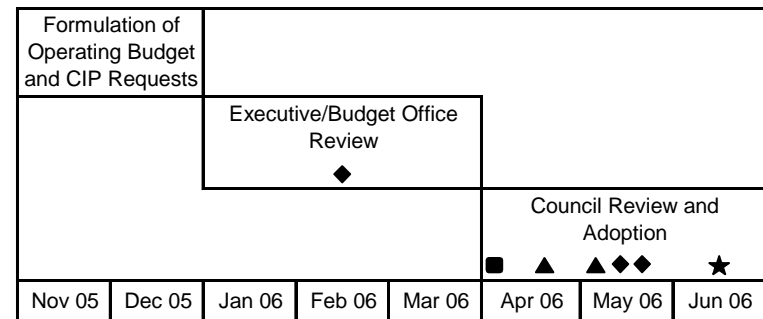 Formulation of
Operating Budget
and CIP Requests
Executive/Budget Office
Review
Council Review and
Adoption
Nov 05 Dec 05 Jan 06 Feb 06 Mar 06 Apr 06 May 06 Jun 06